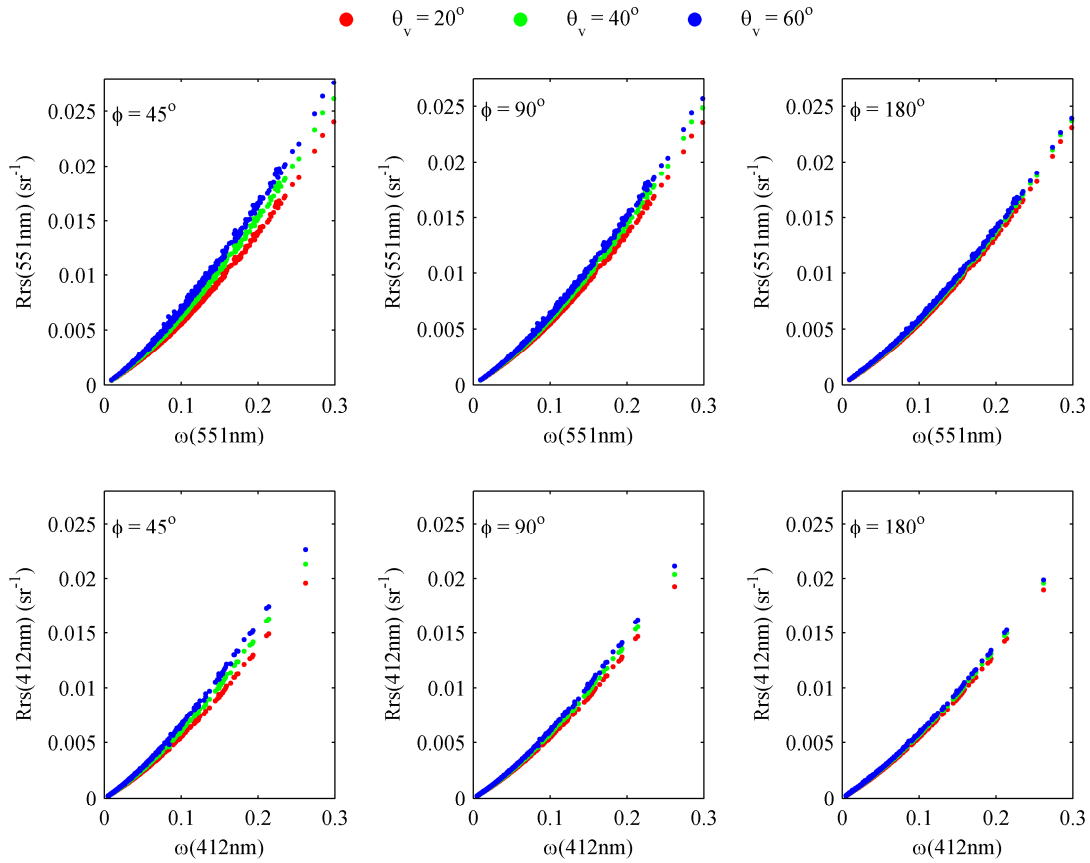 θv = 20o θv = 40o θv = 60o
ϕ = 45o ϕ = 90o ϕ = 180o
0.025 0.025 0.025
0.02 0.02 0.02
0.015 0.015 0.015
0.01 0.01 0.01
0.005 0.005 0.005
0 0 0
Rrs(551nm) (sr-1) Rrs(551nm) (sr-1) Rrs(551nm) (sr-1)
0 0.1 0.2 0.3 0 0.1 0.2 0.3 0 0.1 0.2 0.3
ω(551nm) ω(551nm) ω(551nm)
ϕ = 45o ϕ = 90o ϕ = 180o
0.025 0.025 0.025
0.02 0.02 0.02
0.015 0.015 0.015
0.01 0.01 0.01
0.005 0.005 0.005
0 0 0
Rrs(412nm) (sr-1) Rrs(412nm) (sr-1) Rrs(412nm) (sr-1)
0 0.1 0.2 0.3 0 0.1 0.2 0.3 0 0.1 0.2 0.3
ω(412nm) ω(412nm) ω(412nm)